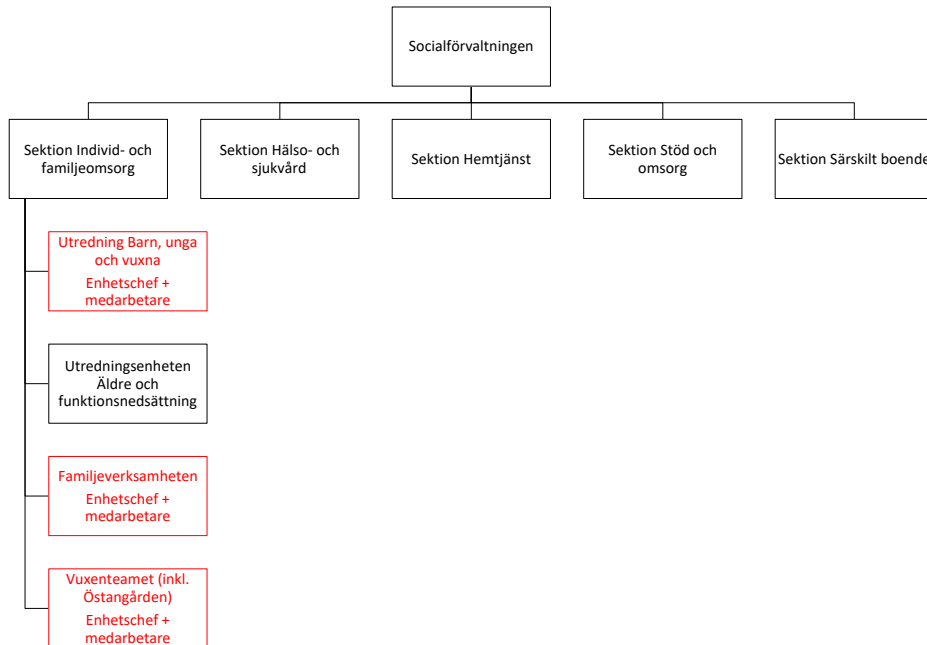 Socialförvaltningen
Sektion Individ- och
familjeomsorg
Sektion Hälso- och
sjukvård
Sektion Hemtjänst
Sektion Stöd och
omsorg
Sektion Särskilt boende
Utredning Barn, unga
och vuxna
Enhetschef +
medarbetare
Utredningsenheten
Äldre och
funktionsnedsättning
Familjeverksamheten
Enhetschef +
medarbetare
Vuxenteamet (inkl.
Östangården)
Enhetschef +
medarbetare